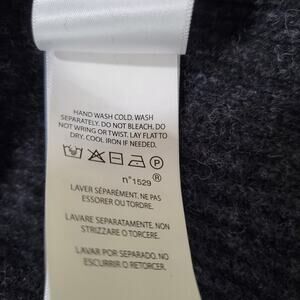 HAND WASH COLD. WASH
SEPARATELY. DO NOT BLEACH. DO
NOT WRING OR TWIST. LAY FLAT TO
DRY. COOL IRON IF NEEDED.
P
n°1529 ®
LAVER SÉPARÉMENT. NE PAS
ESSORER OU TORDRE.
LAVARE SEPARATAMENTE. NON
STRIZZARE O TORCERE.
LAVAR POR SEPARADO. NO
ESCURRIR O RETORCER.